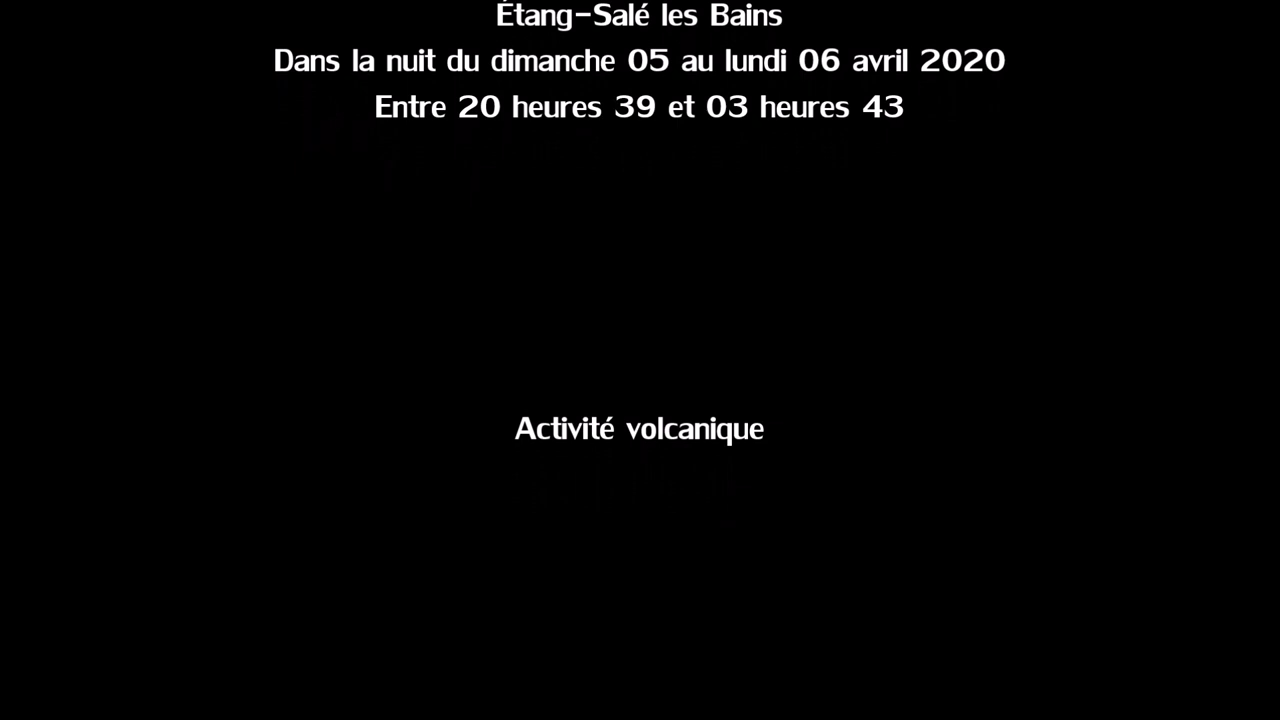 Étang-Salé les Bains
Dans la nuit du dimanche 05 au lundi 06 avril 2020
Entre 20 heures 39 et 03 heures 43
Activité volcanique